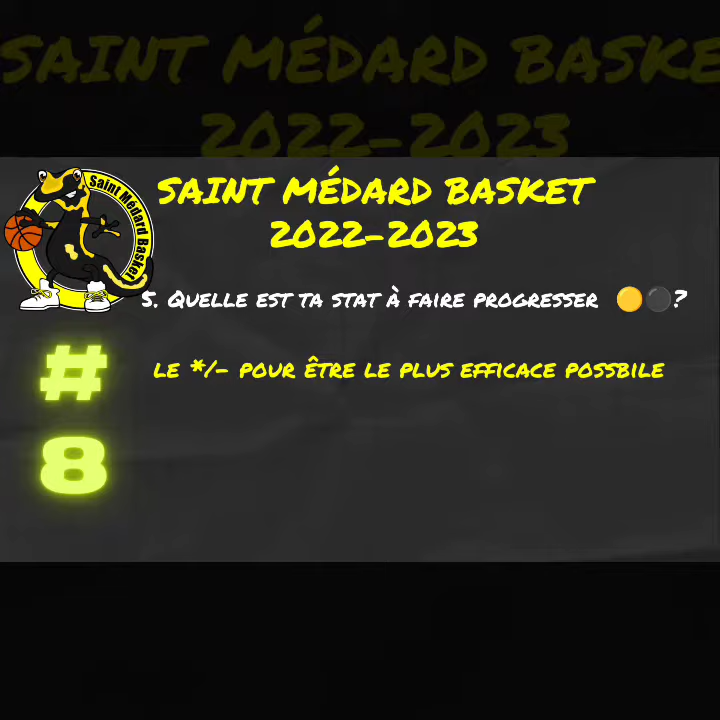 SAINT MÉDARD BASKE
2022-2023
SAINT MÉDARD BASKET
2022-2023
Saint Médard Basket
5. QUELLE EST TA STAT À FAIRE PROGRESSER 🟡⚫?
#
8
LE */- POUR ÊTRE LE PLUS EFFICACE POSSBILE